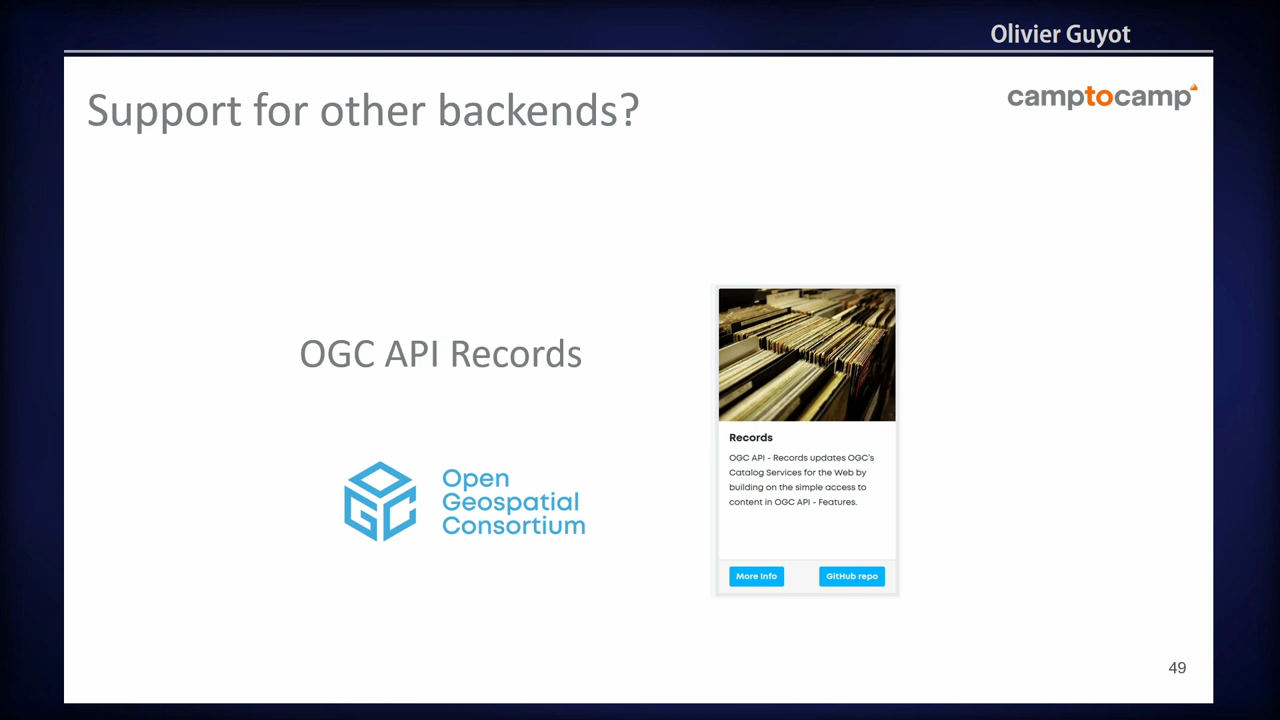 Olivier Guyot
Support for other backends?
camptocamp
OGC API Records
Open
Geospatial
Consortium
OGC
Records
OGC API - Records updates OGC's
Catalog Services for the Web by
building on the simple access to
content in OGC API - Features.
More Info
GitHub repo
49